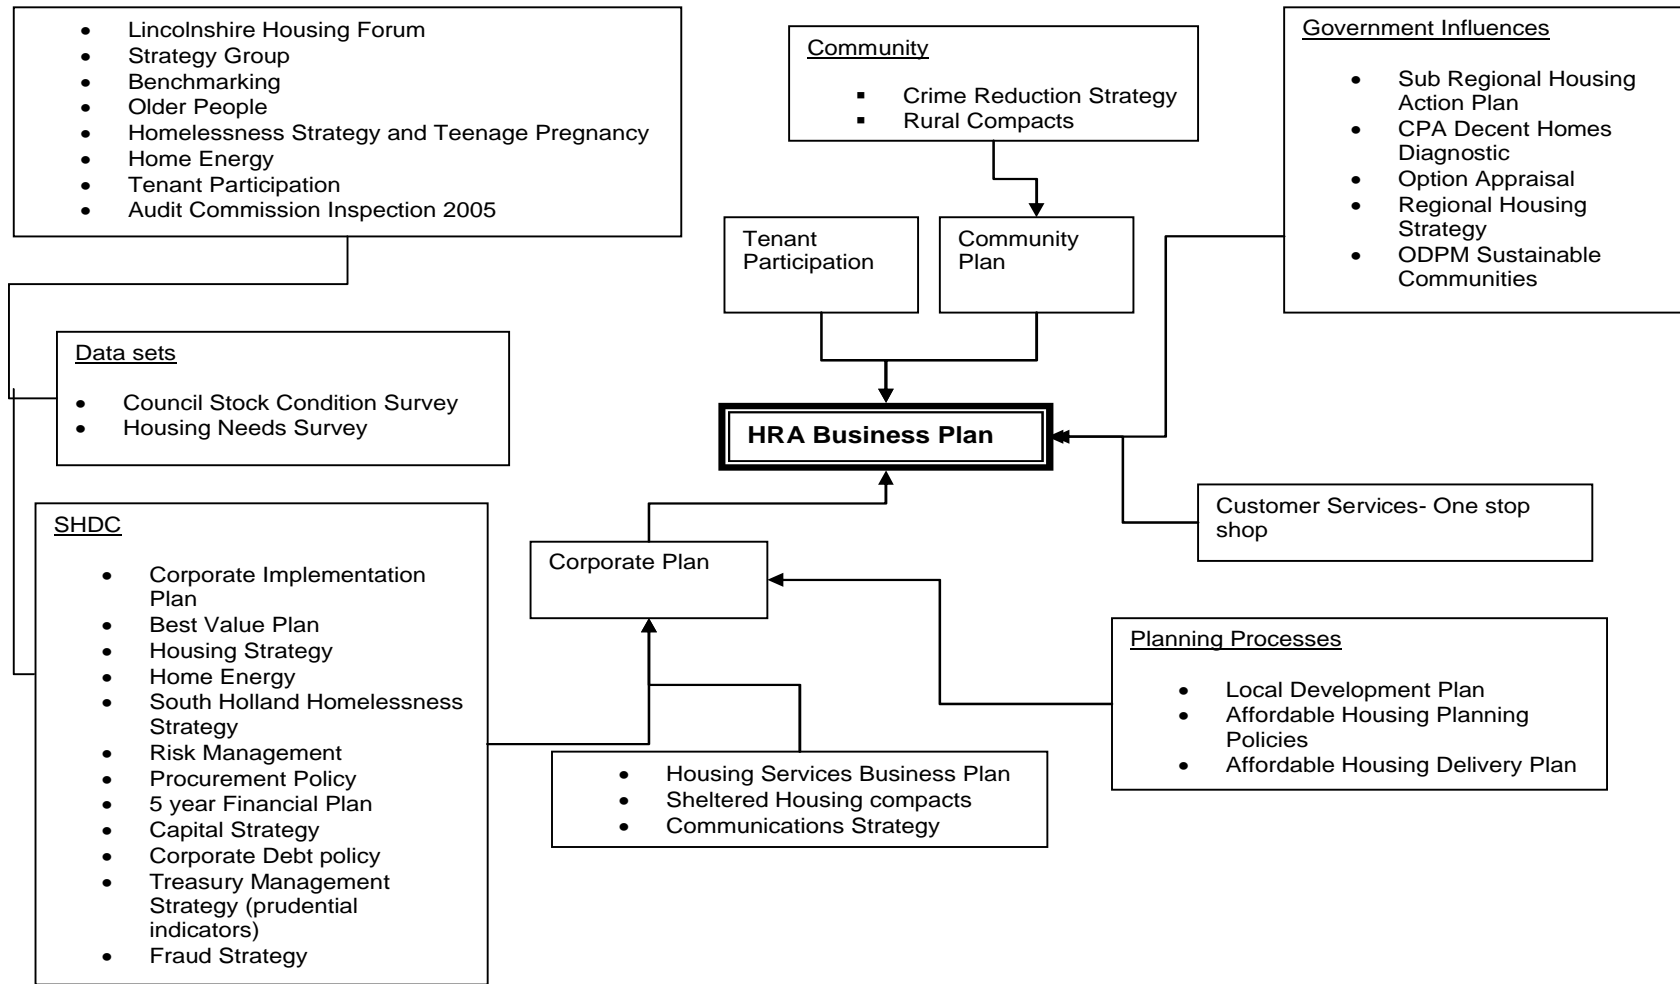 • Lincolnshire Housing Forum
• Strategy Group
• Benchmarking
• Older People
• Homelessness Strategy and Teenage Pregnancy
• Home Energy
• Tenant Participation
• Audit Commission Inspection 2005
Community
▪ Crime Reduction Strategy
▪ Rural Compacts
Government Influences
• Sub Regional Housing
Action Plan
• CPA Decent Homes
Diagnostic
• Option Appraisal
• Regional Housing
Strategy
• ODPM Sustainable
Communities
Tenant
Participation
Community
Plan
Data sets
• Council Stock Condition Survey
• Housing Needs Survey
HRA Business Plan
Customer Services- One stop
shop
SHDC
• Corporate Implementation
Plan
• Best Value Plan
• Housing Strategy
• Home Energy
• South Holland Homelessness
Strategy
• Risk Management
• Procurement Policy
• 5 year Financial Plan
• Capital Strategy
• Corporate Debt policy
• Treasury Management
Strategy (prudential
indicators)
• Fraud Strategy
Corporate Plan
Planning Processes
• Local Development Plan
• Affordable Housing Planning
Policies
• Affordable Housing Delivery Plan
• Housing Services Business Plan
• Sheltered Housing compacts
• Communications Strategy